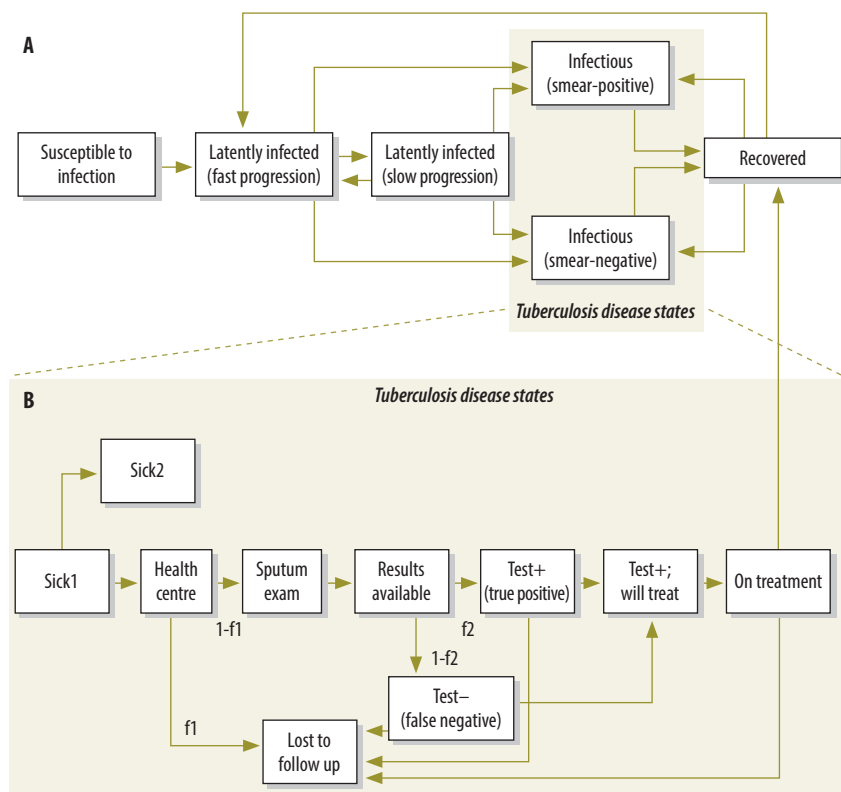 A
Infectious
(smear-positive)
Susceptible to
infection
Latently infected
(fast progression)
Latently infected
(slow progression)
Recovered
Infectious
(smear-negative)
Tuberculosis disease states
B
Tuberculosis disease states
Sick2
Sick1
Health
centre
Sputum
exam
Results
available
Test+
(true positive)
Test+;
will treat
On treatment
1-f1
f2
1-f2
Test–
(false negative)
f1
Lost to
follow up